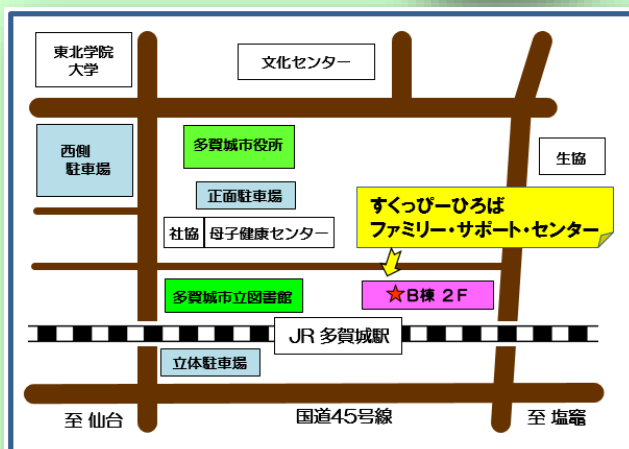 東北学院
大学
文化センター
西側
駐車場
多賀城市役所
生協
正面駐車場
すくっぴーひろば
ファミリー・サポート・センター
社協
母子健康センター
多賀城市立図書館
★B棟 2F
JR 多賀城駅
立体駐車場
至 仙台
国道45号線
至 塩竈